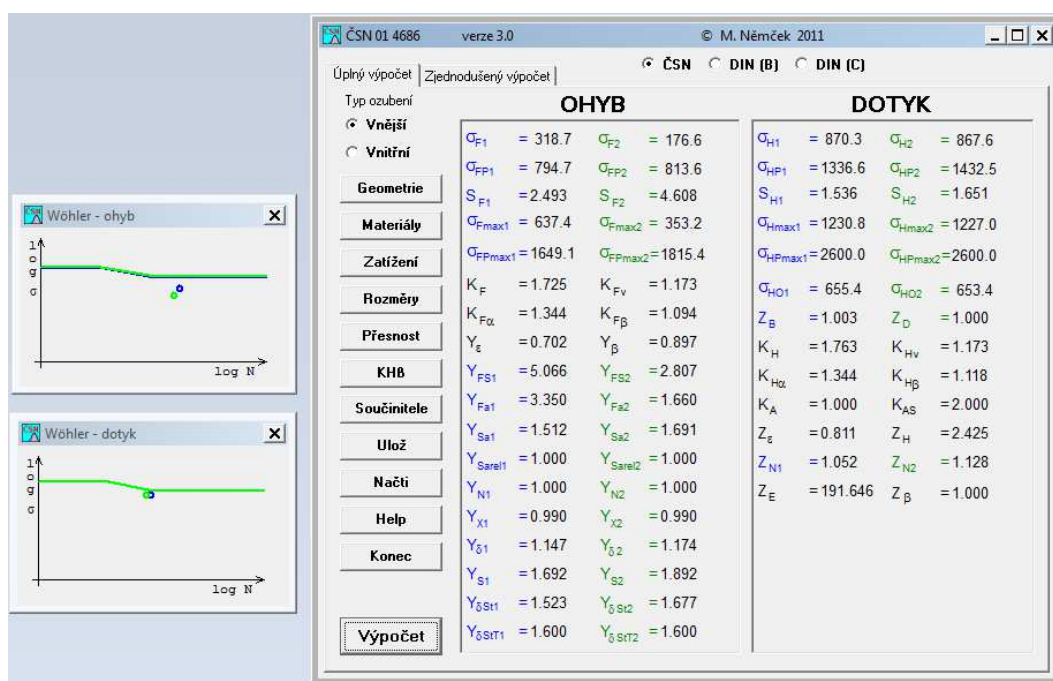 ČSN 01 4686 verze 3.0 © M. Němček 2011
Úplný výpočet Zjednodušený výpočet ČSN DIN (B) DIN (C)
Typ ozubení
Vnější
Vnitřní
Geometrie
Materiály
Zatížení
Rozměry
Přesnost
KHß
Součinitele
Ulož
Načti
Help
Konec
Výpočet
OHYB
σF1 = 318.7 σF2 = 176.6
σFP1 = 794.7 σFP2 = 813.6
SF1 =2.493 SF2 =4.608
σFmax1 = 637.4 σFmax2 = 353.2
σFPmax1=1649.1 σFPmax2=1815.4
KF =1.725 KFv =1.173
KFα =1.344 KFβ =1.094
Yε =0.702 Yβ =0.897
YFS1 =5.066 YFS2 =2.807
YFa1 =3.350 YFa2 =1.660
YSa1 =1.512 YSa2 =1.691
YSarel1 =1.000 YSarel2 =1.000
YN1 =1.000 YN2 =1.000
YX1 =0.990 YX2 =0.990
Yδ1 =1.147 Yδ2 =1.174
YS1 =1.692 YS2 =1.892
YδSt1 =1.523 YδSt2 =1.677
YδStT1 =1.600 YδStT2 =1.600
DOTYK
σH1 = 870.3 σH2 = 867.6
σHP1 =1336.6 σHP2 =1432.5
SH1 =1.536 SH2 =1.651
σHmax1 =1230.8 σHmax2 =1227.0
σHPmax1=2600.0 σHPmax2=2600.0
σHO1 = 655.4 σHO2 = 653.4
ZB =1.003 ZD =1.000
KH =1.763 KHv =1.173
KHα =1.344 KHβ =1.118
KA =1.000 KAS =2.000
Zε =0.811 ZH =2.425
ZN1 =1.052 ZN2 =1.128
ZE =191.646 Zβ =1.000
Wöhler - ohyb
log σ
log N
Wöhler - dotyk
log σ
log N